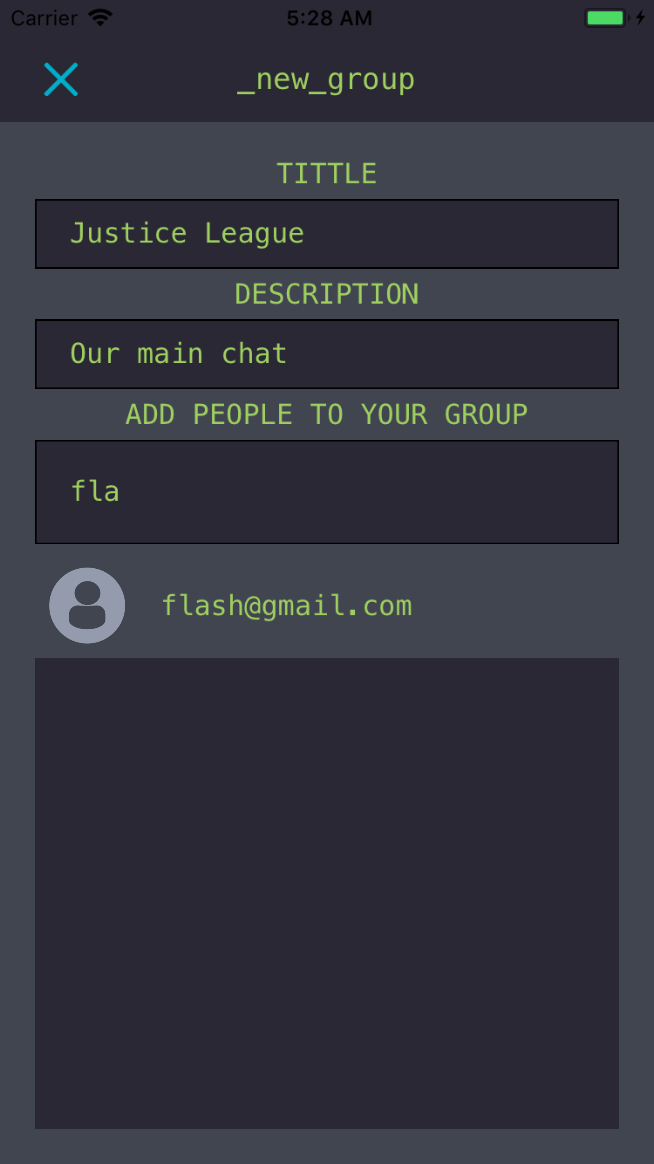 Carrier 5:28 AM
_new_group
TITTLE
Justice League
DESCRIPTION
Our main chat
ADD PEOPLE TO YOUR GROUP
fla
flash@gmail.com